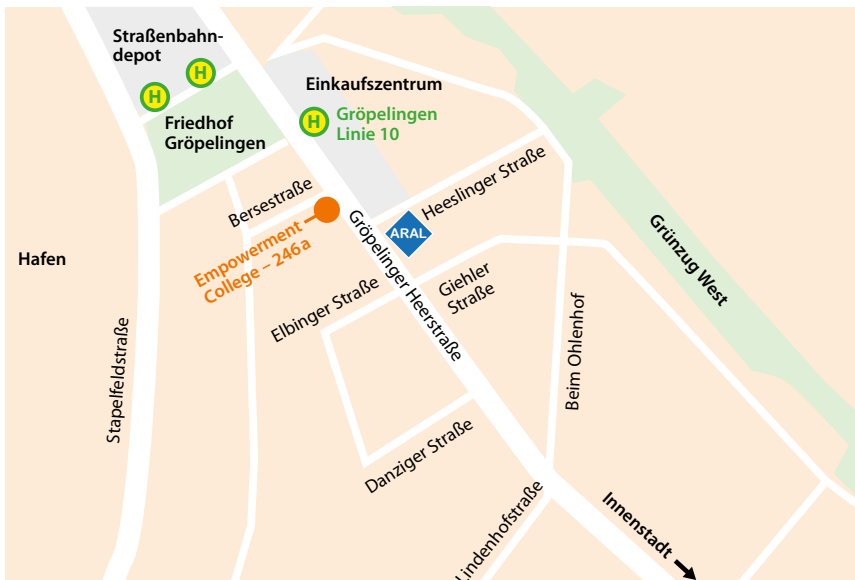 Straßenbahn-
depot
H
H
Einkaufszentrum
H
Gröpelingen
Linie 10
Friedhof
Gröpelingen
Heeslinger Straße
Bersestraße
ARAL
Empowerment
College – 246a
Gröpelinger Heerstraße
Grünzug West
Hafen
Giehler
Straße
Elbinger Straße
Beim Ohlenhof
Stapelfeldstraße
Danziger Straße
Lindenhofstraße
Innenstadt